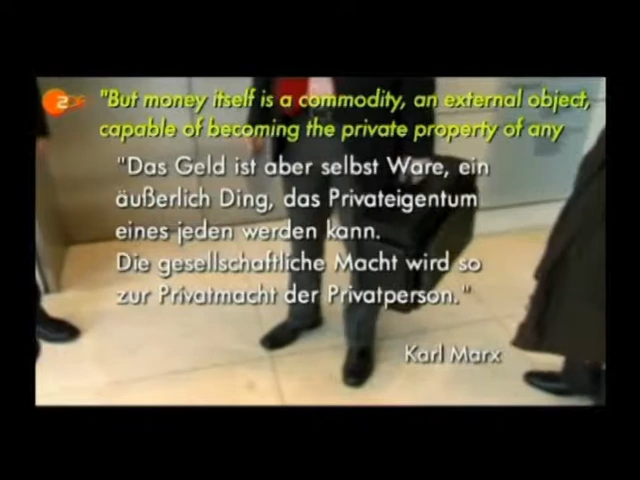 "But money itself is a commodity, an external object,
capable of becoming the private property of any
"Das Geld ist aber selbst Ware, ein
äußerlich Ding, das Privateigentum
eines jeden werden kann.
Die gesellschaftliche Macht wird so
zur Privatmacht der Privatperson."
Karl Marx